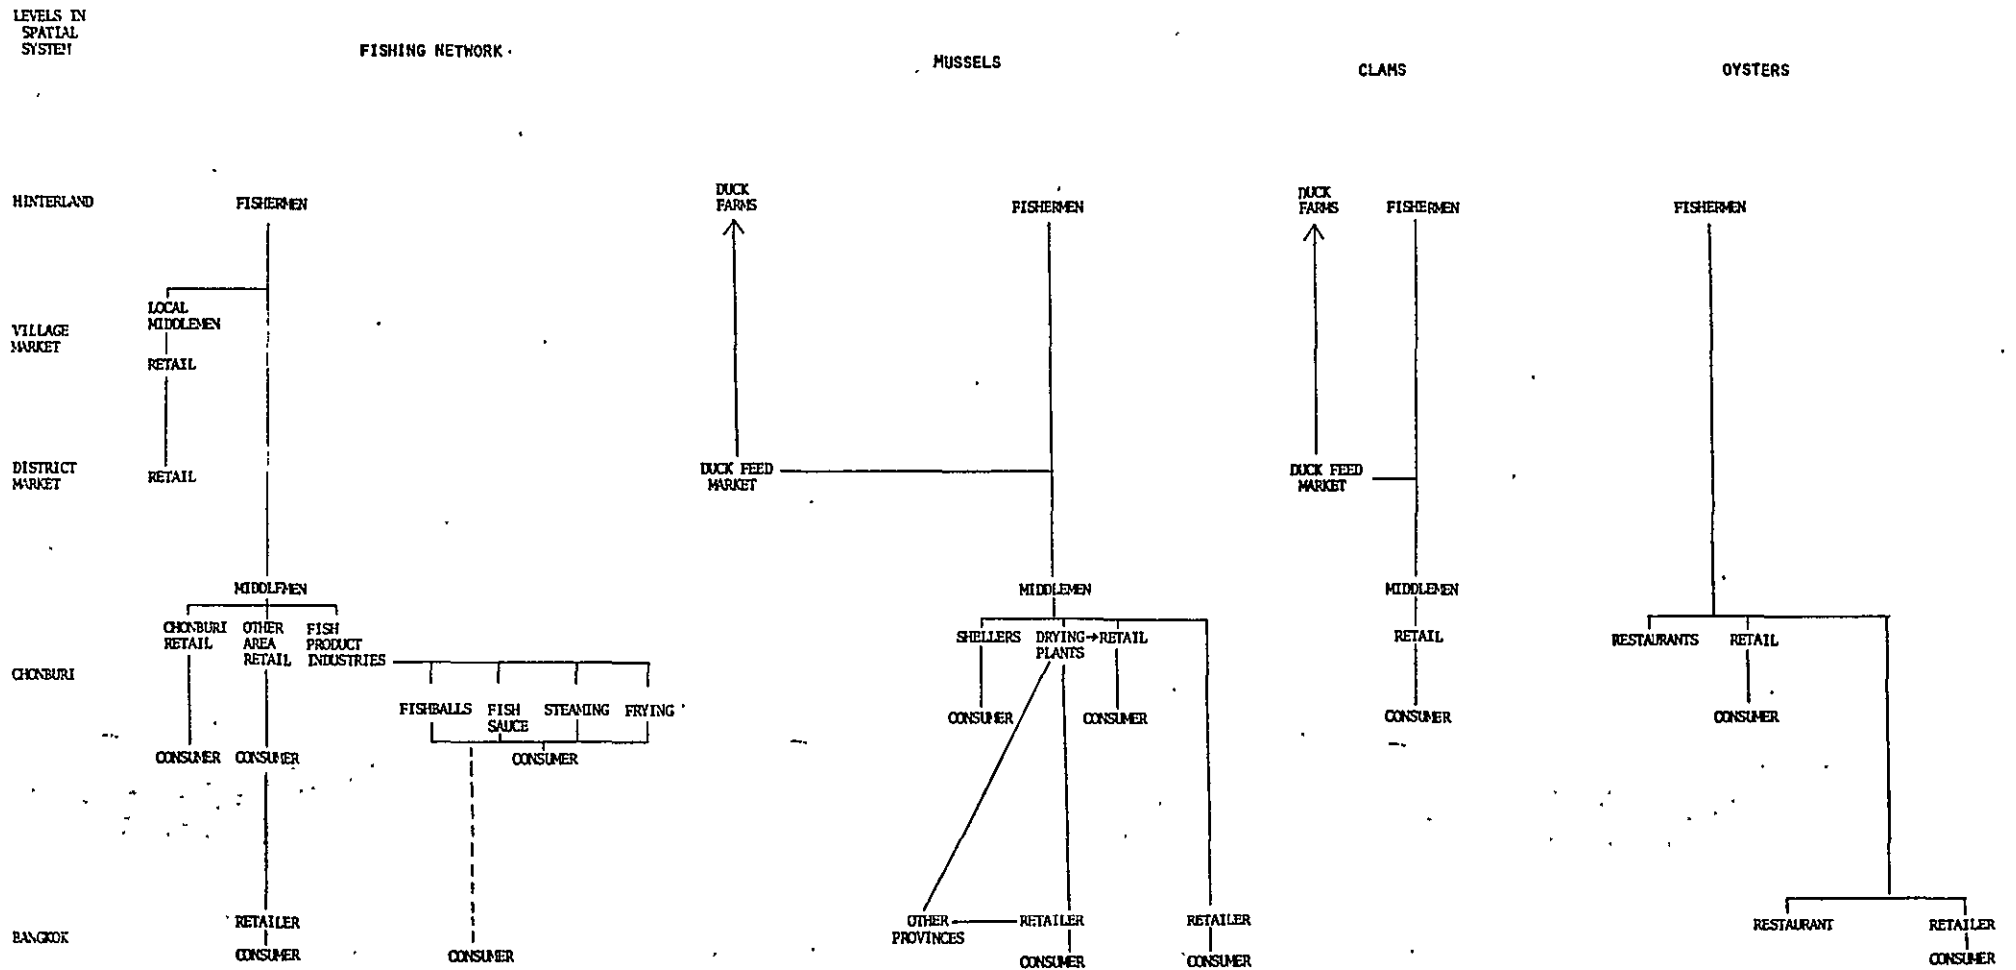 LEVELS IN
SPATIAL
SYSTEM
FISHING NETWORK
MUSSELS
CLAMS
OYSTERS
HINTERLAND
FISHERMEN
DUCK
FARMS
FISHERMEN
DUCK
FARMS
FISHERMEN
FISHERMEN
LOCAL
MIDDLEMEN
VILLAGE
MARKET
RETAIL
DISTRICT
MARKET
RETAIL
DUCK FEED
MARKET
DUCK FEED
MARKET
MIDDLEMEN
MIDDLEMEN
MIDDLEMEN
CHONBURI
RETAIL
OTHER
AREA
RETAIL
FISH
PRODUCT
INDUSTRIES
SHELLERS
DRYING→RETAIL
PLANTS
RETAIL
RESTAURANTS
RETAIL
CHONBURI
FISHBALLS
FISH
SAUCE
STEAMING
FRYING
CONSUMER
CONSUMER
CONSUMER
CONSUMER
CONSUMER
CONSUMER
CONSUMER
BANGKOK
RETAILER
CONSUMER
CONSUMER
OTHER
PROVINCES
RETAILER
CONSUMER
RETAILER
CONSUMER
RESTAURANT
RETAILER
CONSUMER